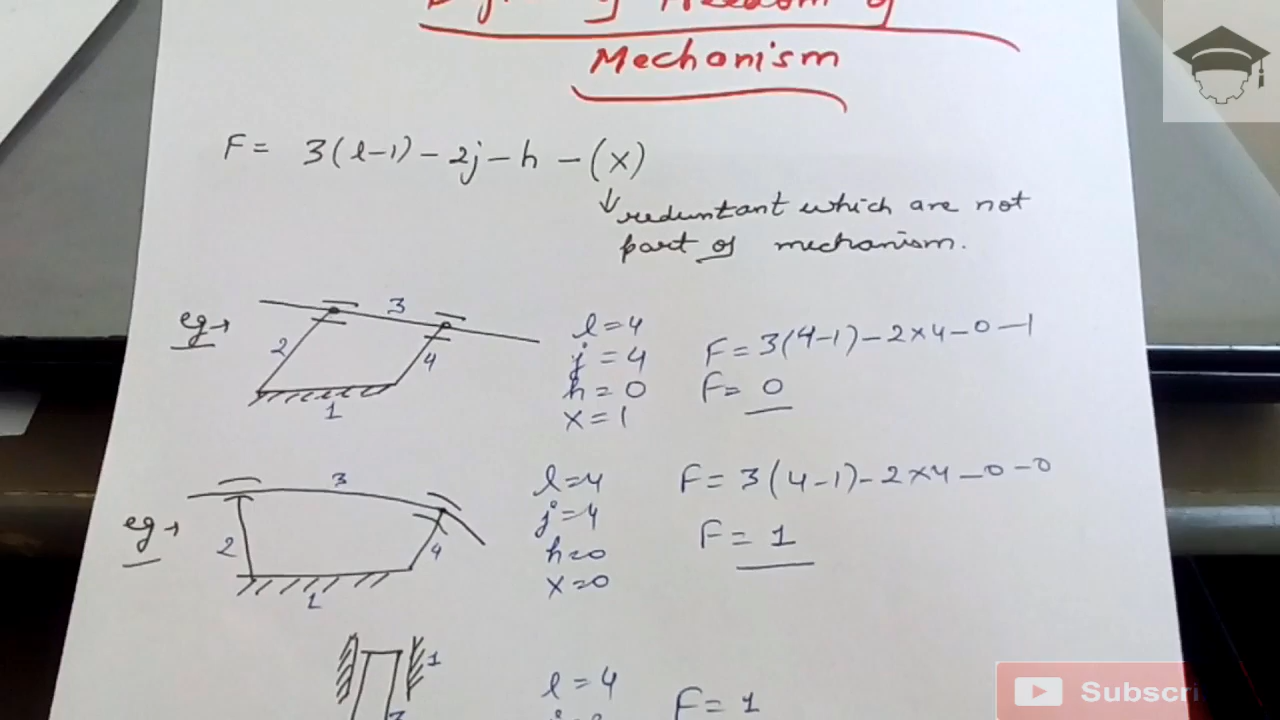 of
Mechanism
F = 3(l-1) - 2j - h - (x)
↓ reduntant which are not
part of mechanism.
eg→
3
2
4
1
l=4
j=4
h=0
x=1
F=3(4-1)-2×4-0-1
F= 0
eg→
3
2
4
1
l=4
j=4
h=0
x=0
F=3(4-1)-2×4-0-0
F= 1
1
l=4
F=1
Subscri